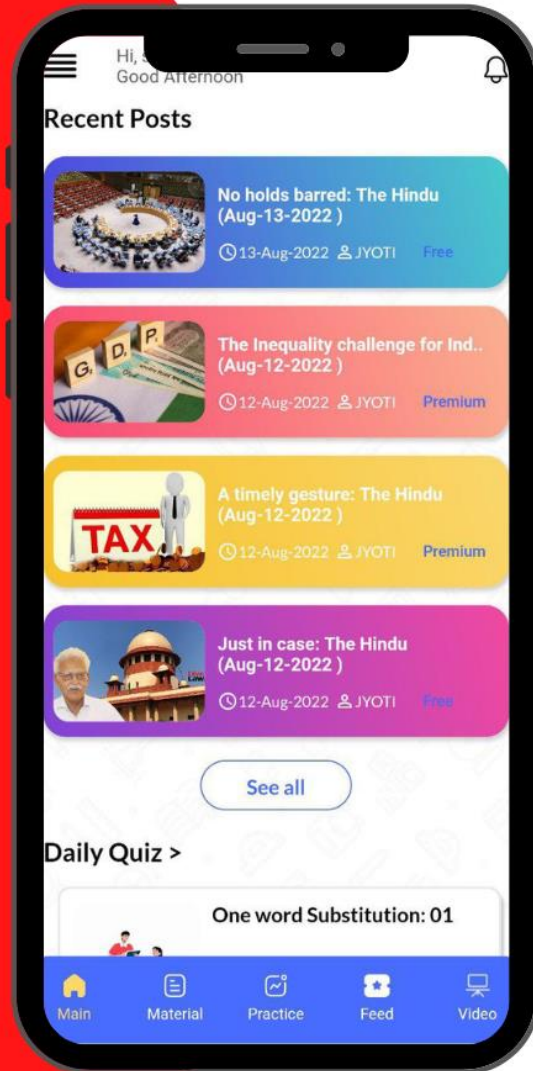 Hi,
Good Afternoon
Recent Posts
No holds barred: The Hindu
(Aug-13-2022 )
13-Aug-2022 JYOTI Free
GDP
The Inequality challenge for Ind..
(Aug-12-2022 )
12-Aug-2022 JYOTI Premium
TAX
A timely gesture: The Hindu
(Aug-12-2022 )
12-Aug-2022 JYOTI Premium
Just in case: The Hindu
(Aug-12-2022 )
12-Aug-2022 JYOTI Free
See all
Daily Quiz >
One word Substitution: 01
Main Material Practice Feed Video